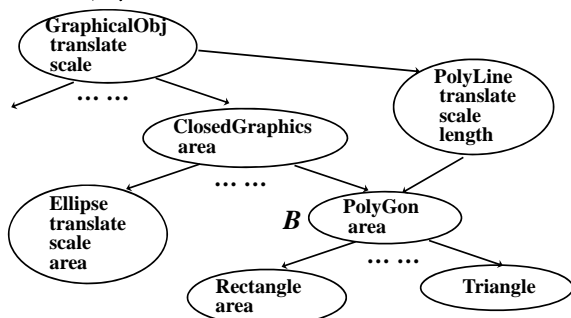 GraphicalObj
translate
scale
PolyLine
translate
scale
length
... ...
ClosedGraphics
area
... ...
Ellipse
translate
scale
area
B
PolyGon
area
... ...
Rectangle
area
Triangle